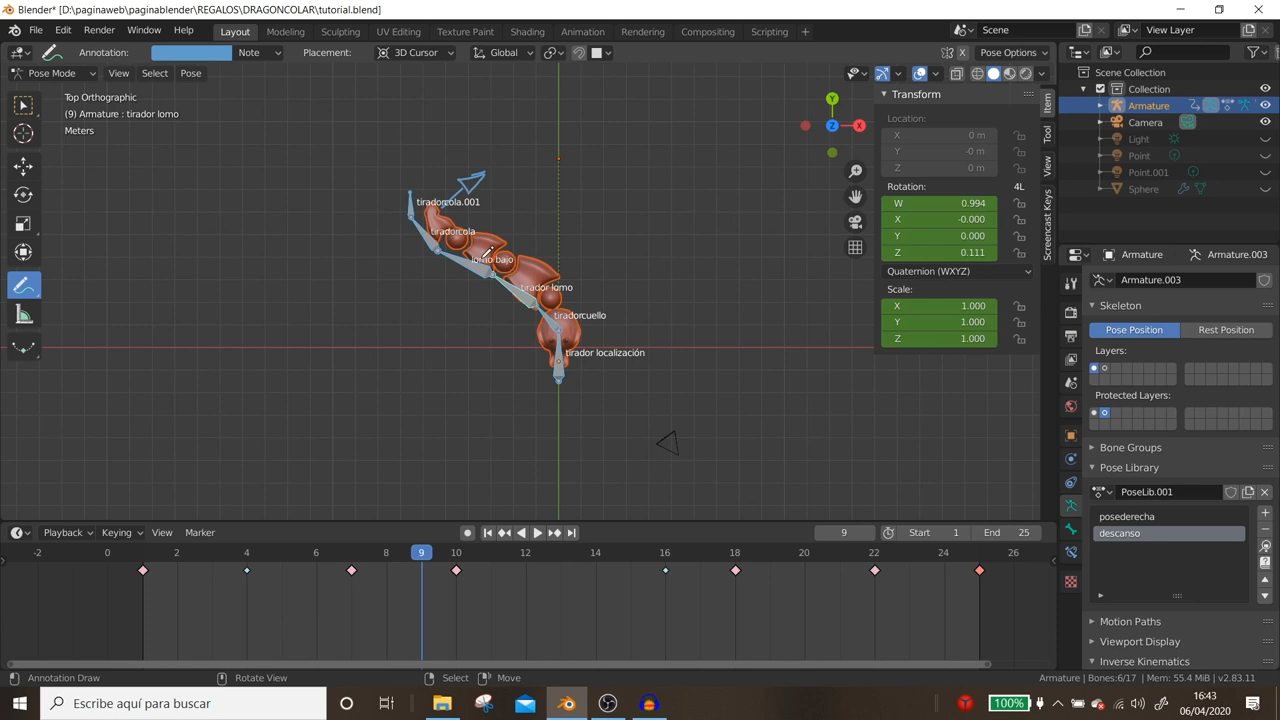 Blender* [D:\paginaweb\paginablender\REGALOS\DRAGONCOLAR\tutorial.blend]
File Edit Render Window Help Layout Modeling Sculpting UV Editing Texture Paint Shading Animation Rendering Compositing Scripting + Scene View Layer
Annotation: Note Placement: 3D Cursor Global Pose Options
Pose Mode View Select Pose
Scene Collection
Collection
Armature
Camera
Light
Point
Point.001
Sphere
Top Orthographic
(9) Armature : tirador lomo
Meters
Y
X
Z
tiradorcola.001
tiradorcola
lomo bajo
tirador lomo
tiradorcuello
tirador localización
Transform
Location:
X 0 m
Y -0 m
Z 0 m
Rotation: 4L
W 0.994
X -0.000
Y 0.000
Z 0.111
Quaternion (WXYZ)
Scale:
X 1.000
Y 1.000
Z 1.000
Item
Tool
View
Screencast Keys
Armature Armature.003
Armature.003
Skeleton
Pose Position Rest Position
Layers:
Protected Layers:
Bone Groups
Pose Library
PoseLib.001
posederecha
descanso
Motion Paths
Viewport Display
Inverse Kinematics
Playback Keying View Marker 9 Start 1 End 25
-2 0 2 4 6 8 9 10 12 14 16 18 20 22 24 26
Annotation Draw Rotate View Select Move Armature | Bones:6/17 | Mem: 55.4 MiB | v2.83.11
Escribe aquí para buscar 100% 16:43
06/04/2020